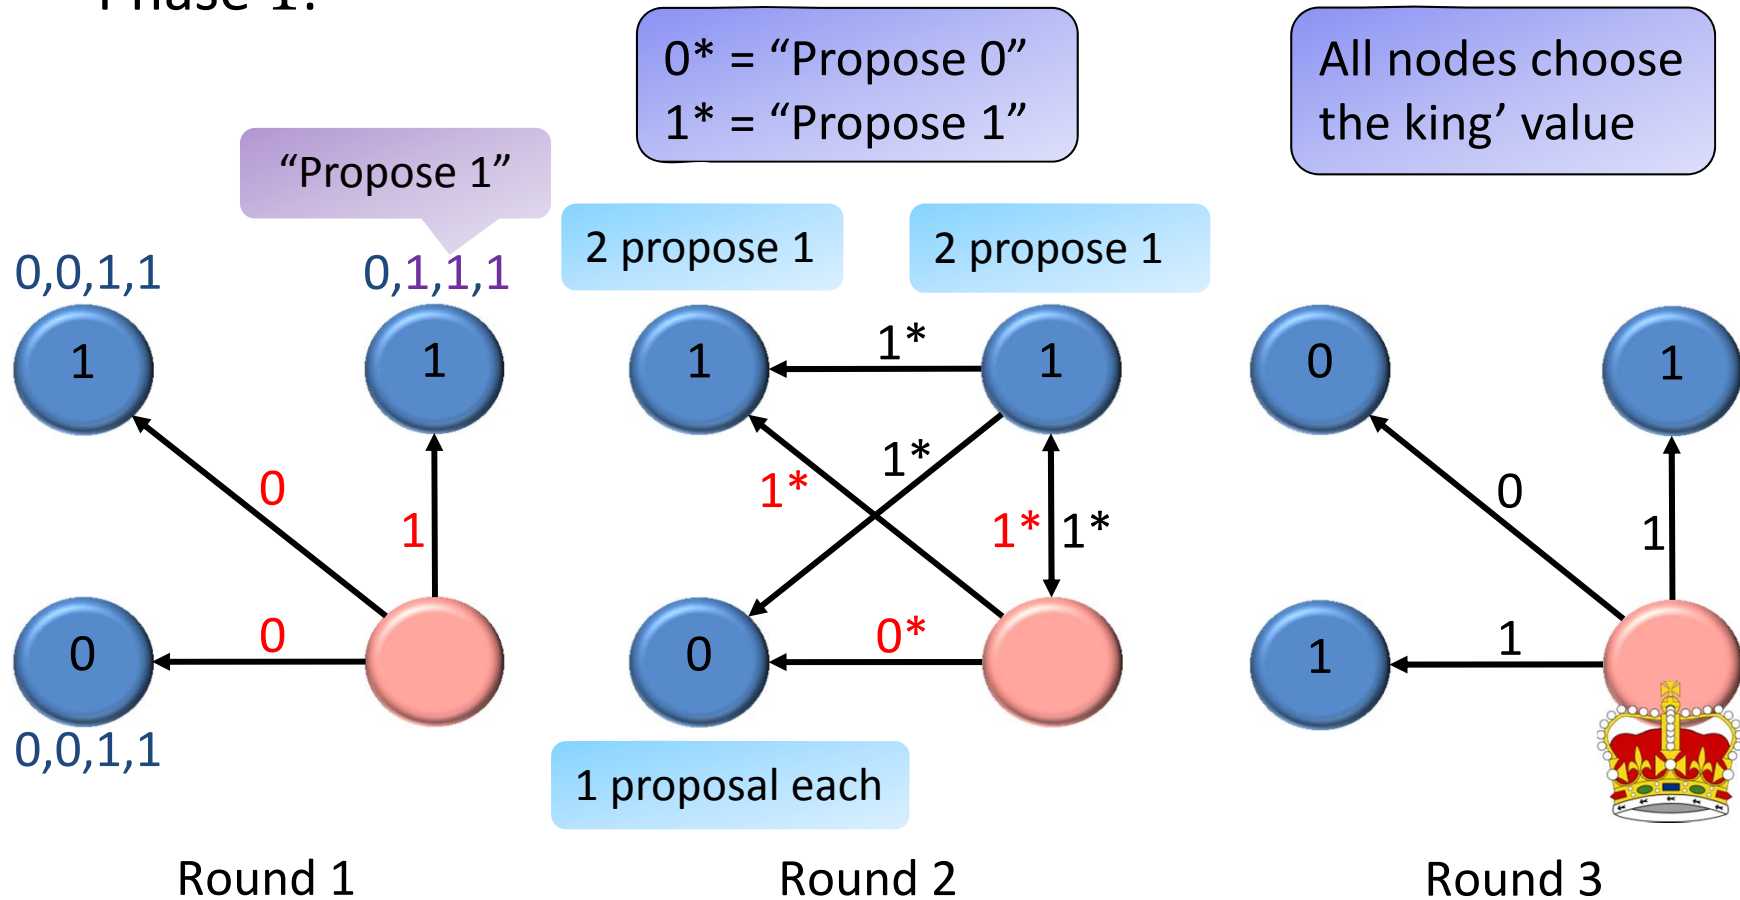 Phase 1:
0* = “Propose 0”
1* = “Propose 1”
All nodes choose
the king’ value
“Propose 1”
2 propose 1
2 propose 1
0,0,1,1
0,1,1,1
1
1
0
1
0
0
0,0,1,1
1*
1
1
1*
1*
1*
1*
0*
0
1 proposal each
0
1
0
1
1
1
Round 1
Round 2
Round 3